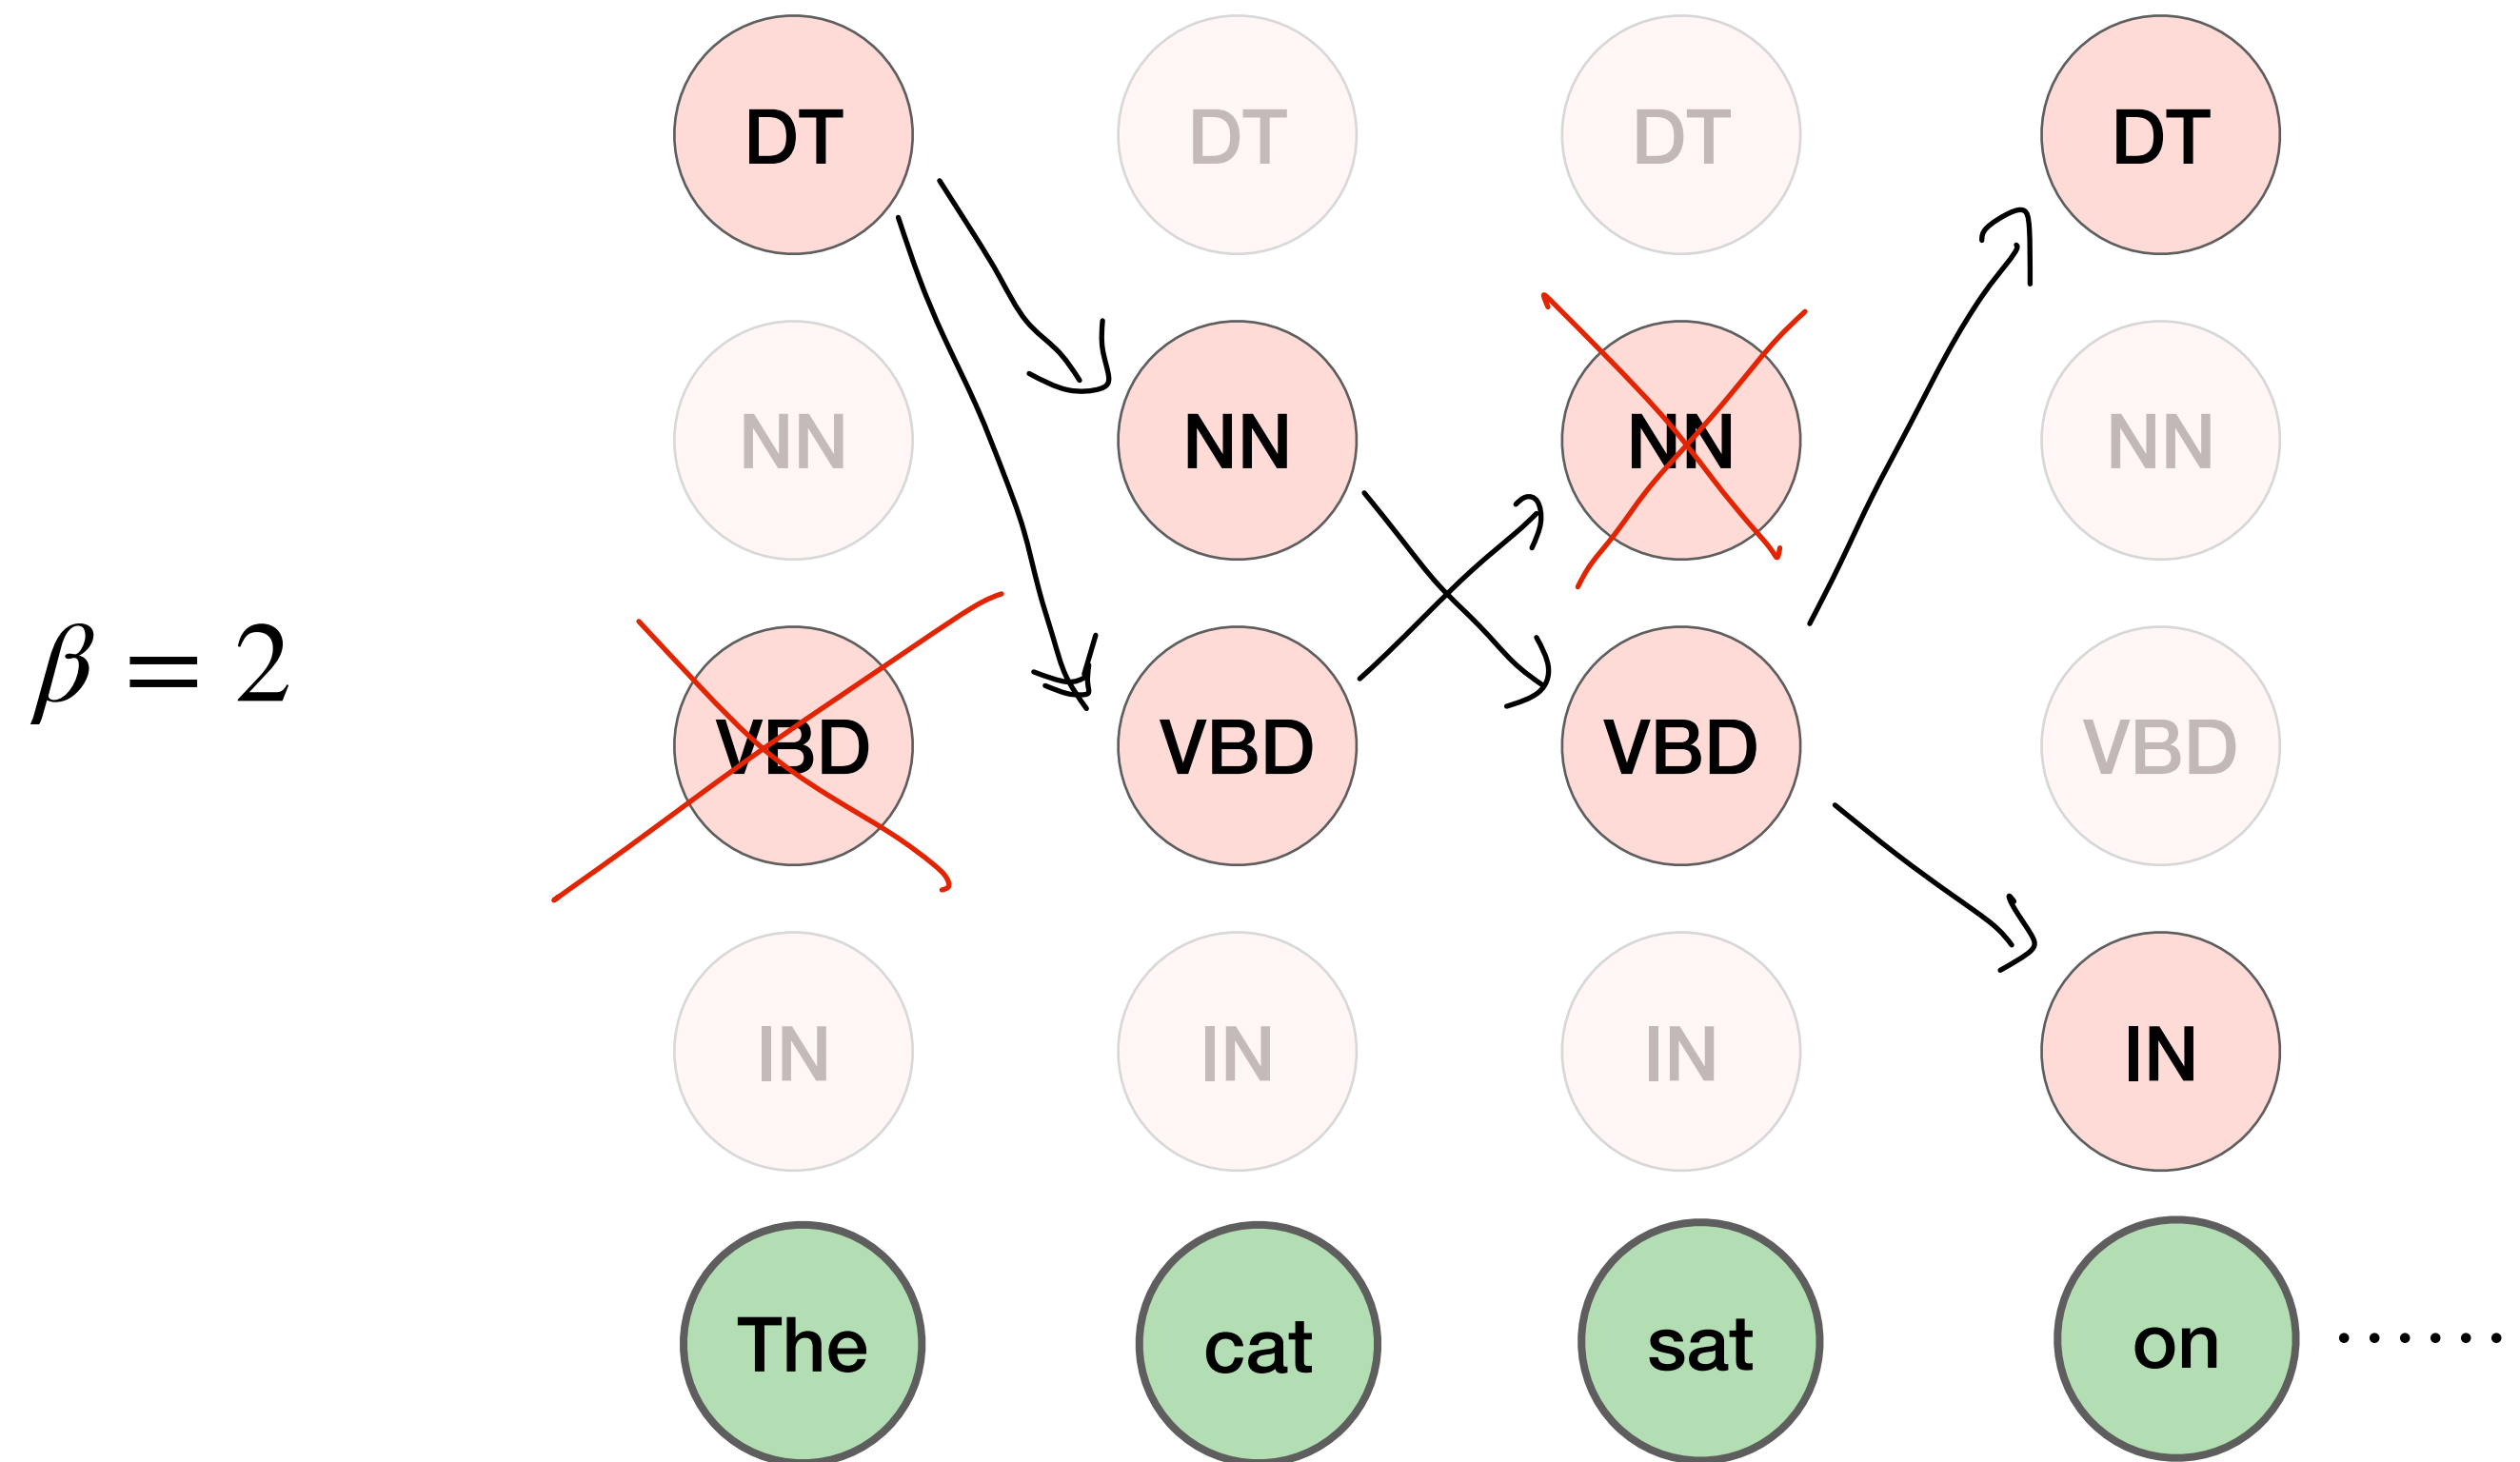 DT DT DT DT
NN NN NN NN
β = 2
VBD VBD VBD VBD
IN IN IN IN
The cat sat on ......